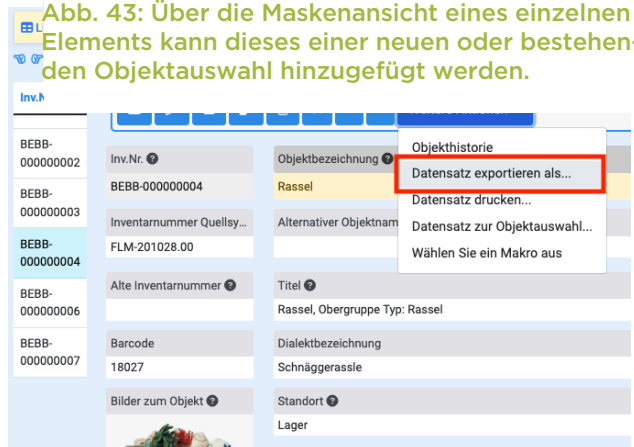 Abb. 43: Über die Maskenansicht eines einzelnen
Elements kann dieses einer neuen oder bestehen-
den Objektauswahl hinzugefügt werden.
Inv.N
Objekthistorie
Datensatz exportieren als...
Datensatz drucken...
Datensatz zur Objektauswahl...
Wählen Sie ein Makro aus
BEBB-
000000002
BEBB-
000000003
BEBB-
000000004
BEBB-
000000006
BEBB-
000000007
Inv.Nr.
BEBB-000000004
Objektbezeichnung
Rassel
Inventarnummer Quellsy...
FLM-201028.00
Alternativer Objektnam
Alte Inventarnummer
Titel
Rassel, Obergruppe Typ: Rassel
Barcode
18027
Dialektbezeichnung
Schnäggerassle
Bilder zum Objekt
Standort
Lager